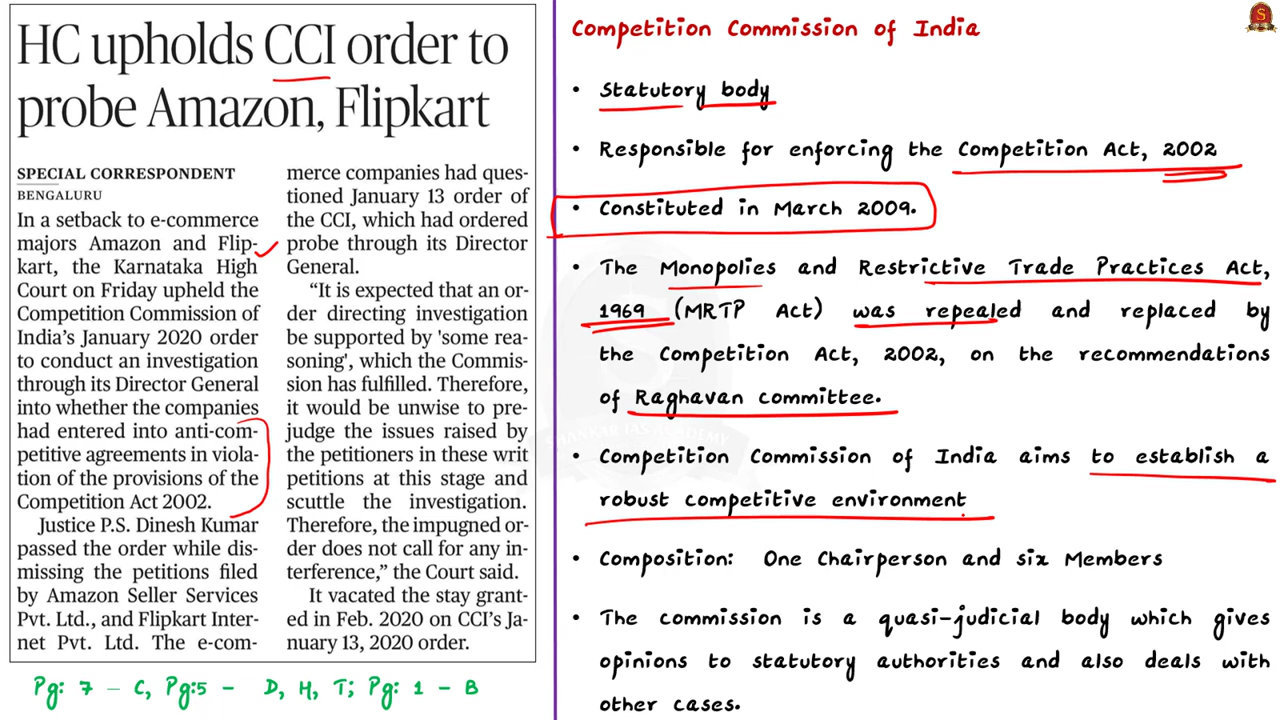 HC upholds CCI order to
probe Amazon, Flipkart
SPECIAL CORRESPONDENT
BENGALURU
In a setback to e-commerce
majors Amazon and Flip-
kart, the Karnataka High
Court on Friday upheld the
Competition Commission of
India's January 2020 order
to conduct an investigation
through its Director General
into whether the companies
had entered into anti-com-
petitive agreements in viola-
tion of the provisions of the
Competition Act 2002.
Justice P.S. Dinesh Kumar
passed the order while dis-
missing the petitions filed
by Amazon Seller Services
Pvt. Ltd., and Flipkart Inter-
net Pvt. Ltd. The e-com-
merce companies had ques-
tioned January 13 order of
the CCI, which had ordered
probe through its Director
General.
“It is expected that an or-
der directing investigation
be supported by 'some rea-
soning', which the Commis-
sion has fulfilled. Therefore,
it would be unwise to pre-
judge the issues raised by
the petitioners in these writ
petitions at this stage and
scuttle the investigation.
Therefore, the impugned or-
der does not call for any in-
terference,” the Court said.
It vacated the stay grant-
ed in Feb. 2020 on CCI's Ja-
nuary 13, 2020 order.
Pg: 7 – C, Pg:5 – D, H, T; Pg: 1 – B
Competition Commission of India
• Statutory body
• Responsible for enforcing the Competition Act, 2002
• Constituted in March 2009.
• The Monopolies and Restrictive Trade Practices Act,
1969 (MRTP Act) was repealed and replaced by
the Competition Act, 2002, on the recommendations
of Raghavan committee.
• Competition Commission of India aims to establish a
robust competitive environment
• Composition: One Chairperson and six Members
• The commission is a quasi-judicial body which gives
opinions to statutory authorities and also deals with
other cases.
SHANKAR IAS ACADEMY